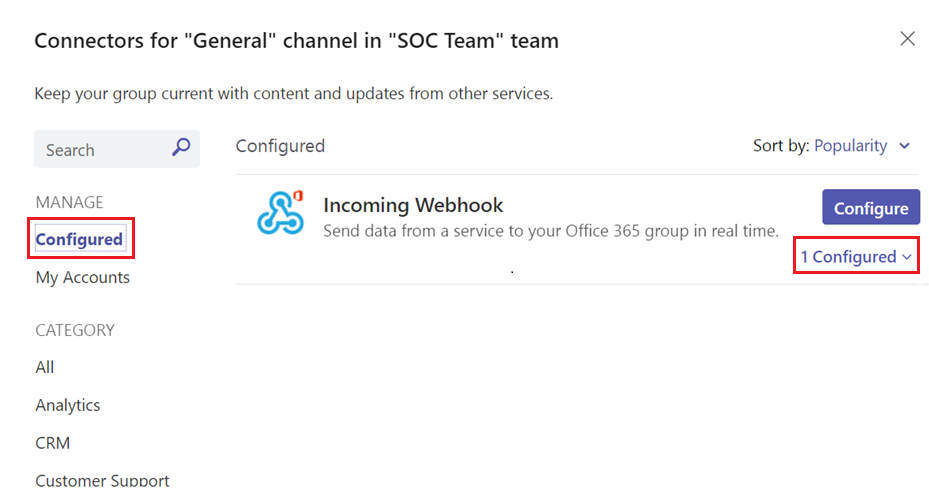 Connectors for "General" channel in "SOC Team" team
Keep your group current with content and updates from other services.
Search
Configured
Sort by: Popularity
MANAGE
Configured
My Accounts
Incoming Webhook
Send data from a service to your Office 365 group in real time.
Configure
1 Configured
CATEGORY
All
Analytics
CRM
Customer Support